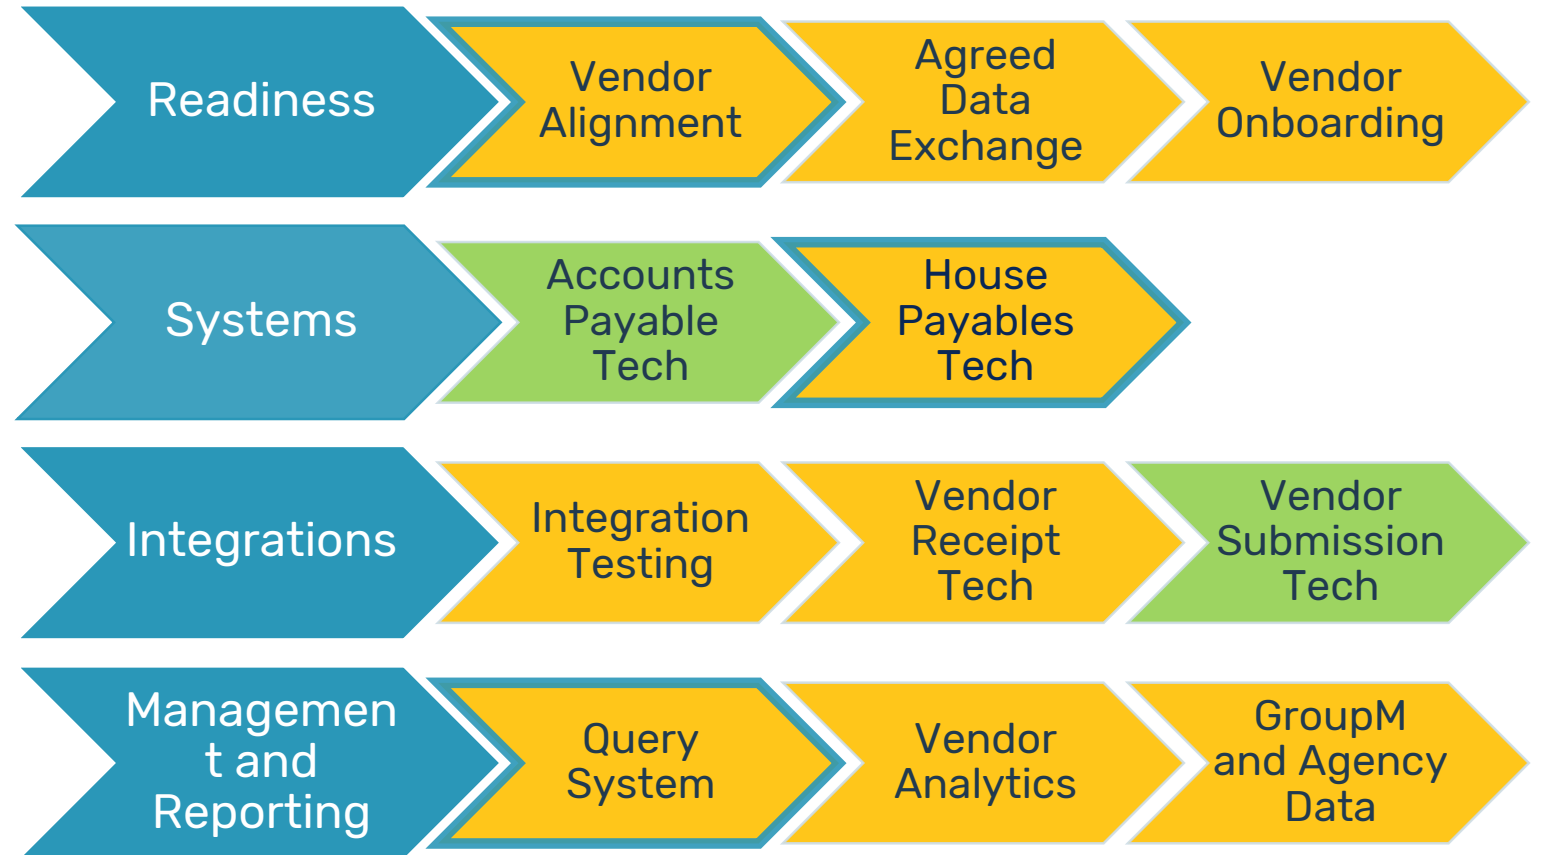 Readiness
Vendor
Alignment
Agreed
Data
Exchange
Vendor
Onboarding
Systems
Accounts
Payable
Tech
House
Payables
Tech
Integrations
Integration
Testing
Vendor
Receipt
Tech
Vendor
Submission
Tech
Managemen
t and
Reporting
Query
System
Vendor
Analytics
GroupM
and Agency
Data